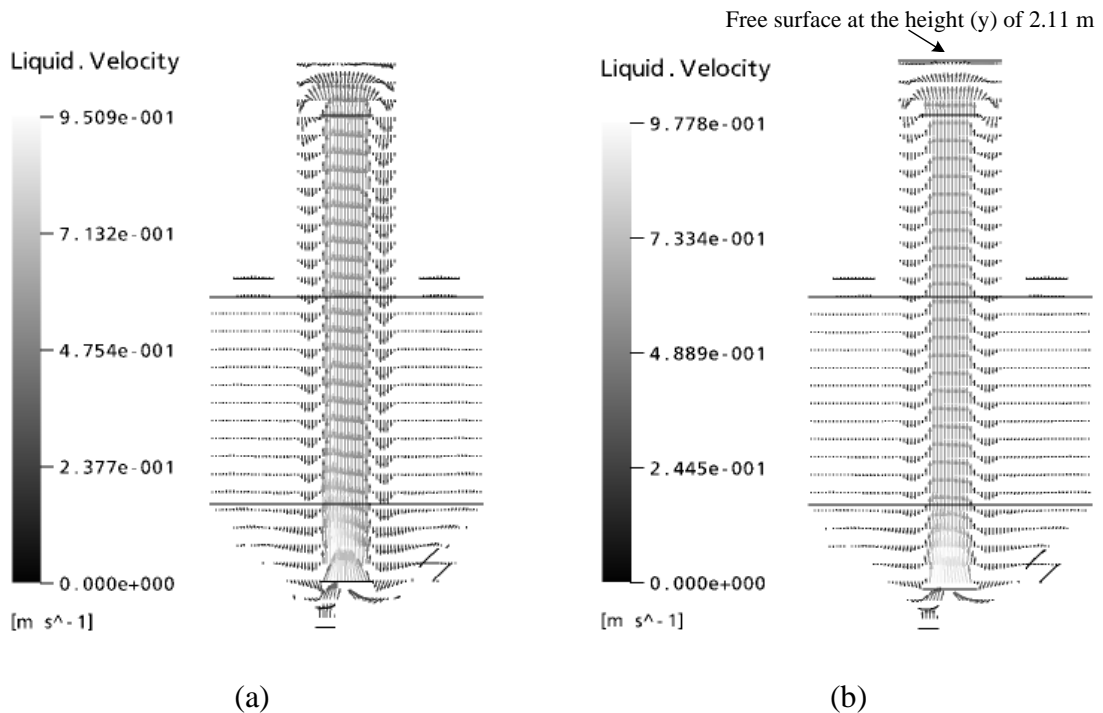 Free surface at the height (y) of 2.11 m
Liquid . Velocity
9.509e-001
7.132e-001
4.754e-001
2.377e-001
0.000e+000
[m s^-1]
(a)
Liquid . Velocity
9.778e-001
7.334e-001
4.889e-001
2.445e-001
0.000e+000
[m s^-1]
(b)